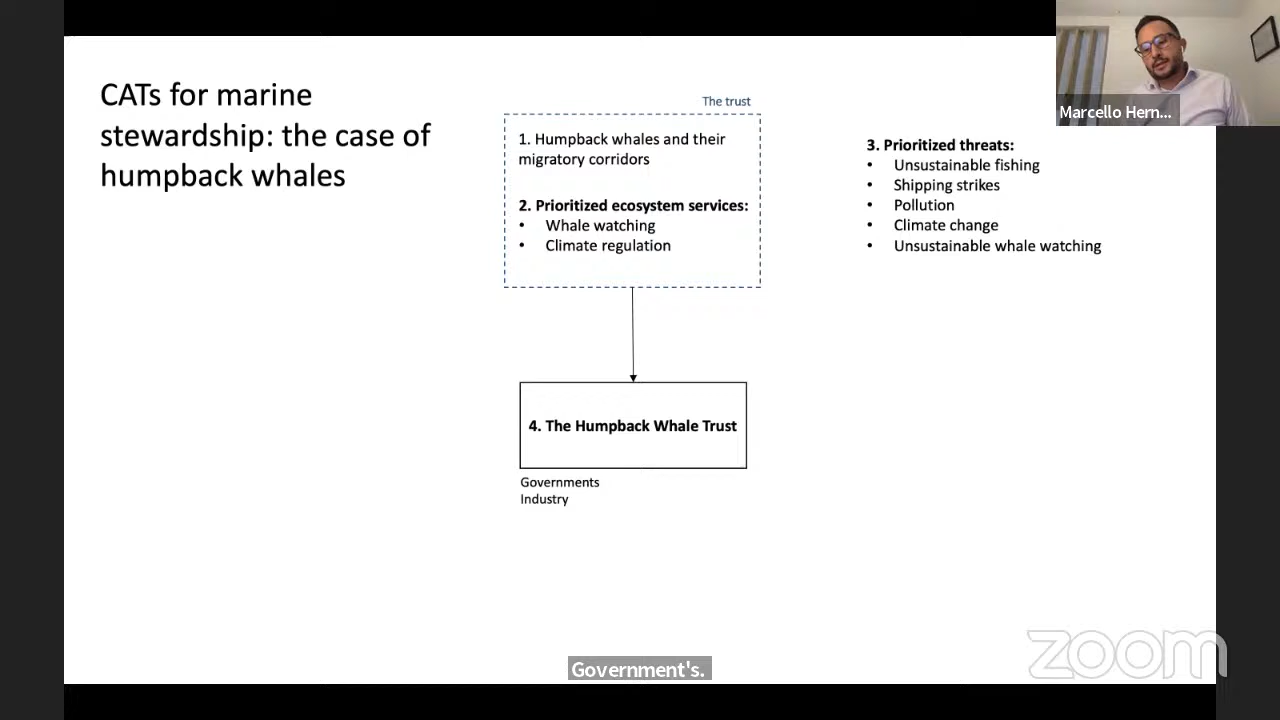 CATs for marine
stewardship: the case of
humpback whales
The trust
1. Humpback whales and their
migratory corridors
2. Prioritized ecosystem services:
• Whale watching
• Climate regulation
3. Prioritized threats:
• Unsustainable fishing
• Shipping strikes
• Pollution
• Climate change
• Unsustainable whale watching
4. The Humpback Whale Trust
Governments
Industry
Marcello Hern...
Government's.
zoom